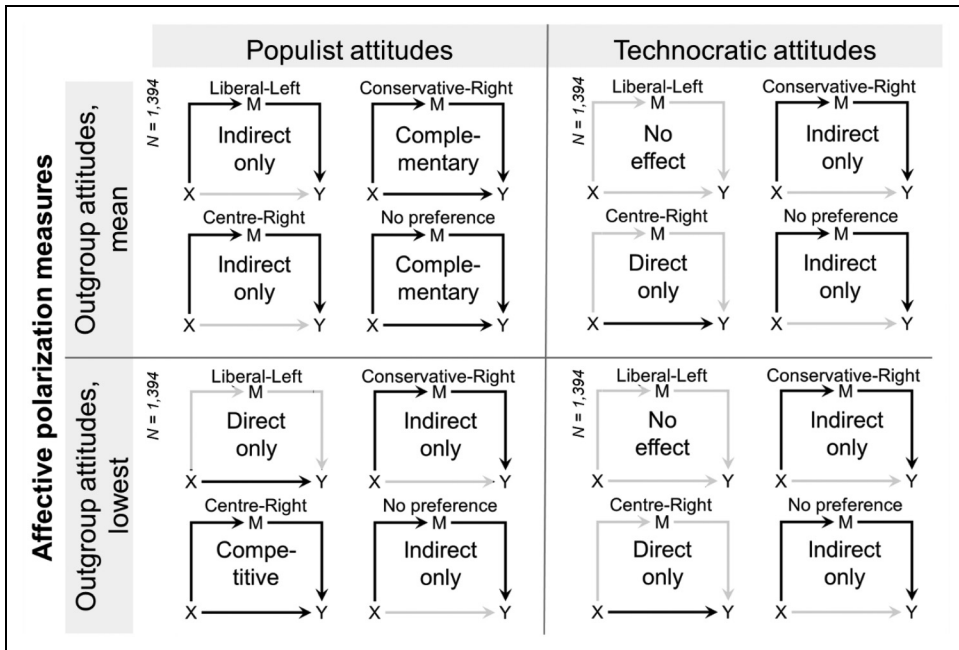 Populist attitudes
Technocratic attitudes
Affective polarization measures
Outgroup attitudes,
mean
N = 1,394
Liberal-Left
M
Indirect
only
X
Y
Conservative-Right
M
Comple-
mentary
X
Y
Centre-Right
M
Indirect
only
X
Y
No preference
M
Comple-
mentary
X
Y
N = 1,394
Liberal-Left
M
No
effect
X
Y
Conservative-Right
M
Indirect
only
X
Y
Centre-Right
M
Direct
only
X
Y
No preference
M
Indirect
only
X
Y
Outgroup attitudes,
lowest
N = 1,394
Liberal-Left
M
Direct
only
X
Y
Conservative-Right
M
Indirect
only
X
Y
Centre-Right
M
Compe-
titive
X
Y
No preference
M
Indirect
only
X
Y
N = 1,394
Liberal-Left
M
No
effect
X
Y
Conservative-Right
M
Indirect
only
X
Y
Centre-Right
M
Direct
only
X
Y
No preference
M
Indirect
only
X
Y